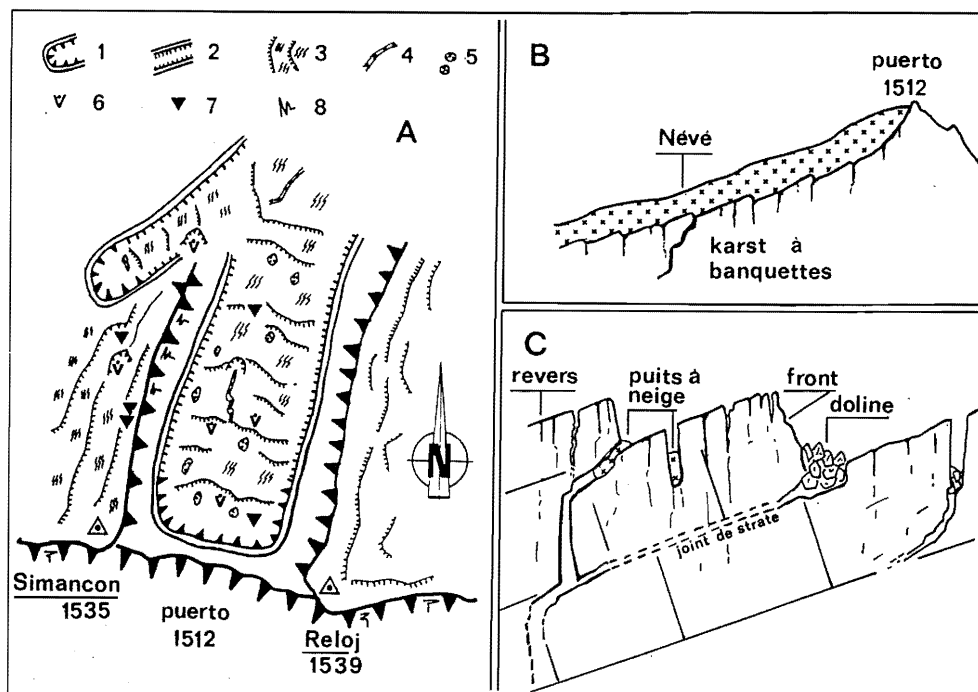 1 2 3 4 5
6 7 8
A
N
Simancon
1535
puerto
1512
Reloj
1539
B
puerto
1512
Névé
karst à
banquettes
C
revers
puits à
neige
front
doline
joint de strate